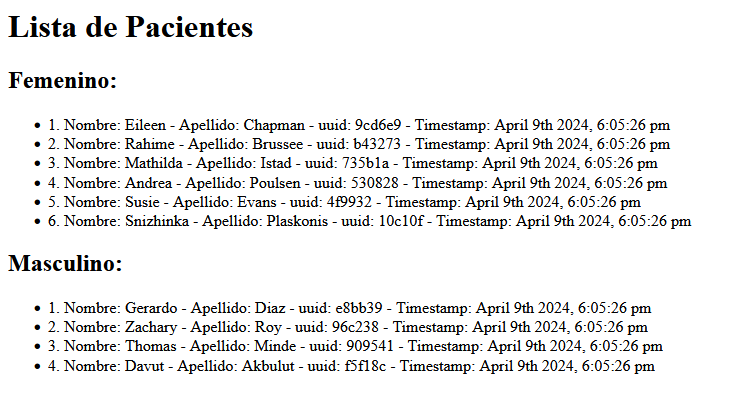 Lista de Pacientes
Femenino:
• 1. Nombre: Eileen - Apellido: Chapman - uuid: 9cd6e9 - Timestamp: April 9th 2024, 6:05:26 pm
• 2. Nombre: Rahime - Apellido: Brussee - uuid: b43273 - Timestamp: April 9th 2024, 6:05:26 pm
• 3. Nombre: Mathilda - Apellido: Istad - uuid: 735b1a - Timestamp: April 9th 2024, 6:05:26 pm
• 4. Nombre: Andrea - Apellido: Poulsen - uuid: 530828 - Timestamp: April 9th 2024, 6:05:26 pm
• 5. Nombre: Susie - Apellido: Evans - uuid: 4f9932 - Timestamp: April 9th 2024, 6:05:26 pm
• 6. Nombre: Snizhinka - Apellido: Plaskonis - uuid: 10c10f - Timestamp: April 9th 2024, 6:05:26 pm
Masculino:
• 1. Nombre: Gerardo - Apellido: Diaz - uuid: e8bb39 - Timestamp: April 9th 2024, 6:05:26 pm
• 2. Nombre: Zachary - Apellido: Roy - uuid: 96c238 - Timestamp: April 9th 2024, 6:05:26 pm
• 3. Nombre: Thomas - Apellido: Minde - uuid: 909541 - Timestamp: April 9th 2024, 6:05:26 pm
• 4. Nombre: Davut - Apellido: Akbulut - uuid: f5f18c - Timestamp: April 9th 2024, 6:05:26 pm